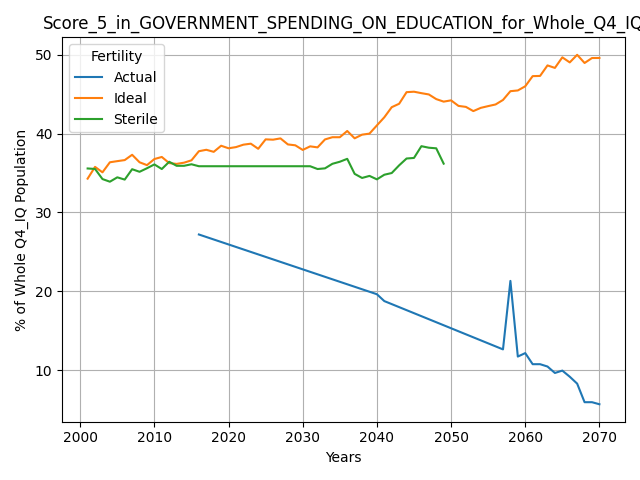 Score_5_in_GOVERNMENT_SPENDING_ON_EDUCATION_for_Whole_Q4_IQ
Fertility
Actual
Ideal
Sterile
% of Whole Q4_IQ Population
50
40
30
20
10
2000 2010 2020 2030 2040 2050 2060 2070
Years